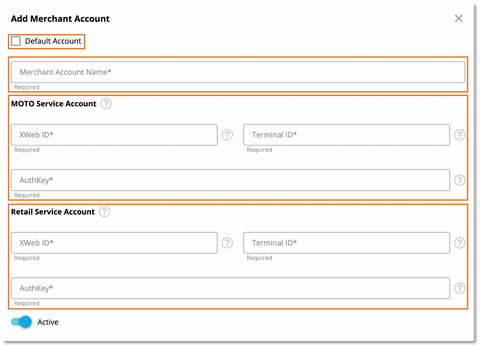 Add Merchant Account
Default Account
Merchant Account Name*
Required
MOTO Service Account ?
XWeb ID* ? Terminal ID* ?
Required Required
AuthKey* ?
Required
Retail Service Account ?
XWeb ID* ? Terminal ID* ?
Required Required
AuthKey* ?
Required
Active